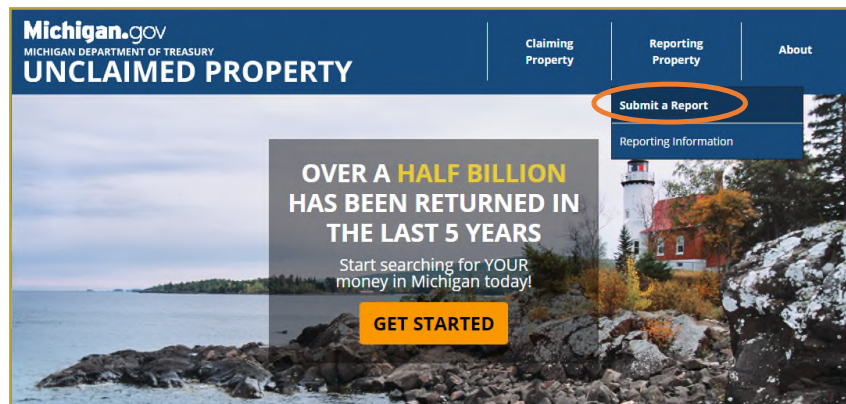 Michigan.gov
MICHIGAN DEPARTMENT OF TREASURY
UNCLAIMED PROPERTY
Claiming
Property
Reporting
Property
About
Submit a Report
Reporting Information
OVER A HALF BILLION
HAS BEEN RETURNED IN
THE LAST 5 YEARS
Start searching for YOUR
money in Michigan today!
GET STARTED